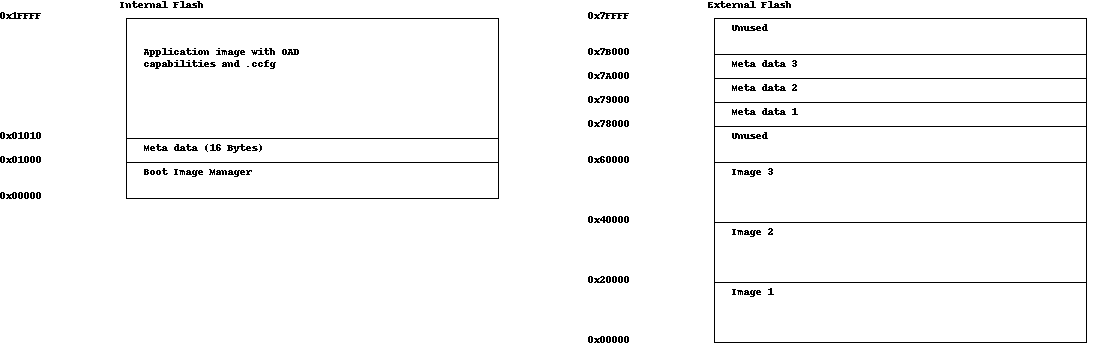 Internal Flash
0x1FFFF
Application image with OAD
capabilities and .ccfg
0x01010
Meta data (16 Bytes)
0x01000
Boot Image Manager
0x00000
External Flash
0x7FFFF
Unused
0x7B000
Meta data 3
0x7A000
Meta data 2
0x79000
Meta data 1
0x78000
Unused
0x60000
Image 3
0x40000
Image 2
0x20000
Image 1
0x00000